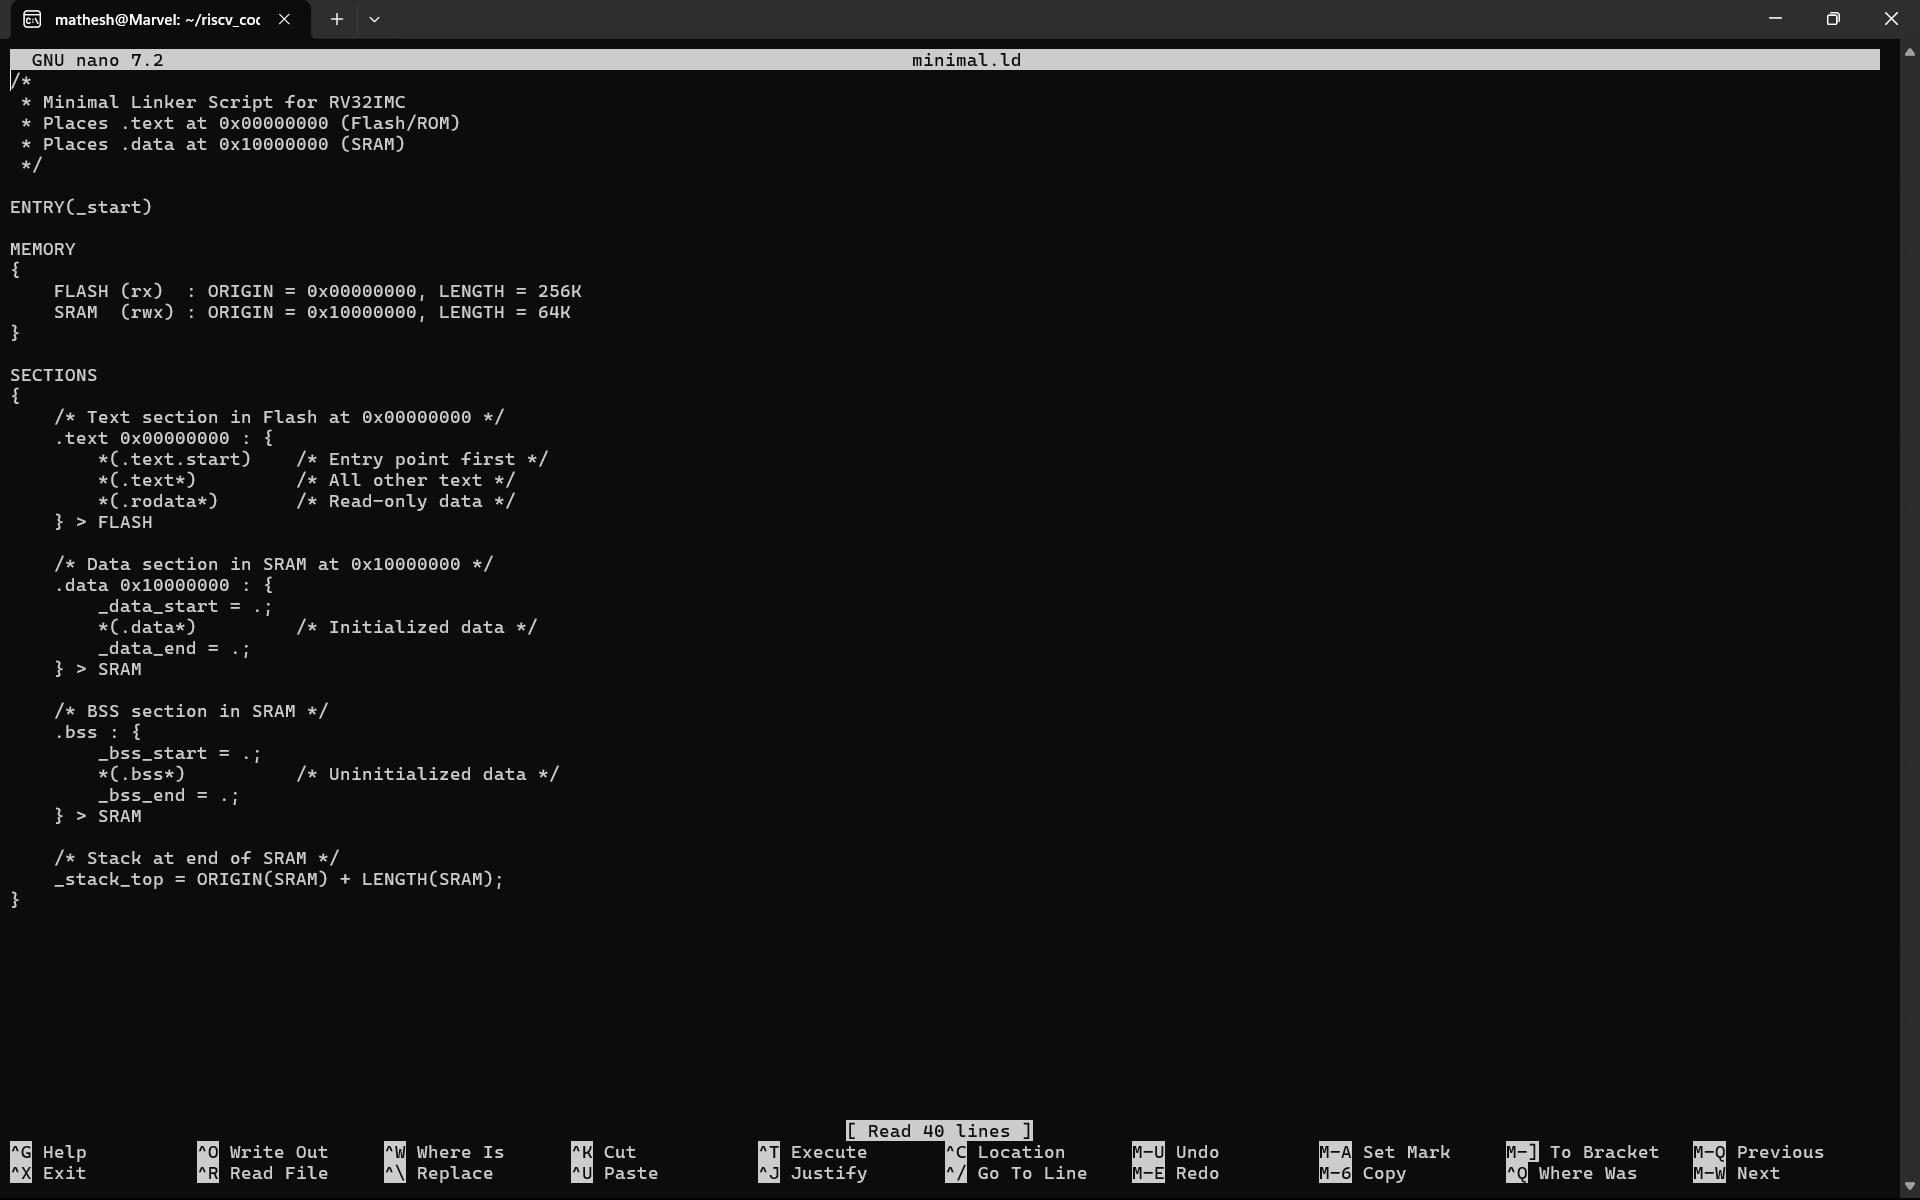 mathesh@Marvel: ~/riscv_coc
GNU nano 7.2 minimal.ld
/*
 * Minimal Linker Script for RV32IMC
 * Places .text at 0x00000000 (Flash/ROM)
 * Places .data at 0x10000000 (SRAM)
 */
ENTRY(_start)
MEMORY
{
    FLASH (rx)  : ORIGIN = 0x00000000, LENGTH = 256K
    SRAM  (rwx) : ORIGIN = 0x10000000, LENGTH = 64K
}
SECTIONS
{
    /* Text section in Flash at 0x00000000 */
    .text 0x00000000 : {
        *(.text.start)    /* Entry point first */
        *(.text*)         /* All other text */
        *(.rodata*)       /* Read-only data */
    } > FLASH
    /* Data section in SRAM at 0x10000000 */
    .data 0x10000000 : {
        _data_start = .;
        *(.data*)         /* Initialized data */
        _data_end = .;
    } > SRAM
    /* BSS section in SRAM */
    .bss : {
        _bss_start = .;
        *(.bss*)          /* Uninitialized data */
        _bss_end = .;
    } > SRAM
    /* Stack at end of SRAM */
    _stack_top = ORIGIN(SRAM) + LENGTH(SRAM);
}
[ Read 40 lines ]
^G Help ^O Write Out ^W Where Is ^K Cut ^T Execute ^C Location M-U Undo M-A Set Mark M-] To Bracket M-Q Previous
^X Exit ^R Read File ^\ Replace ^U Paste ^J Justify ^/ Go To Line M-E Redo M-6 Copy ^Q Where Was M-W Next